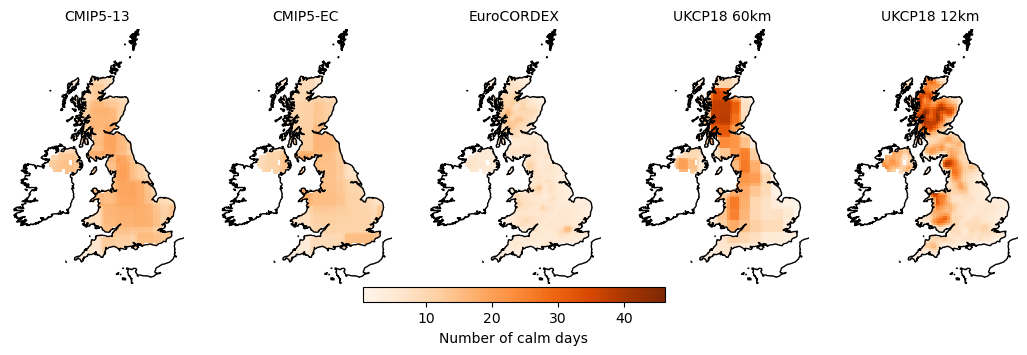 CMIP5-13
CMIP5-EC
EuroCORDEX
UKCP18 60km
UKCP18 12km
10
20
30
40
Number of calm days